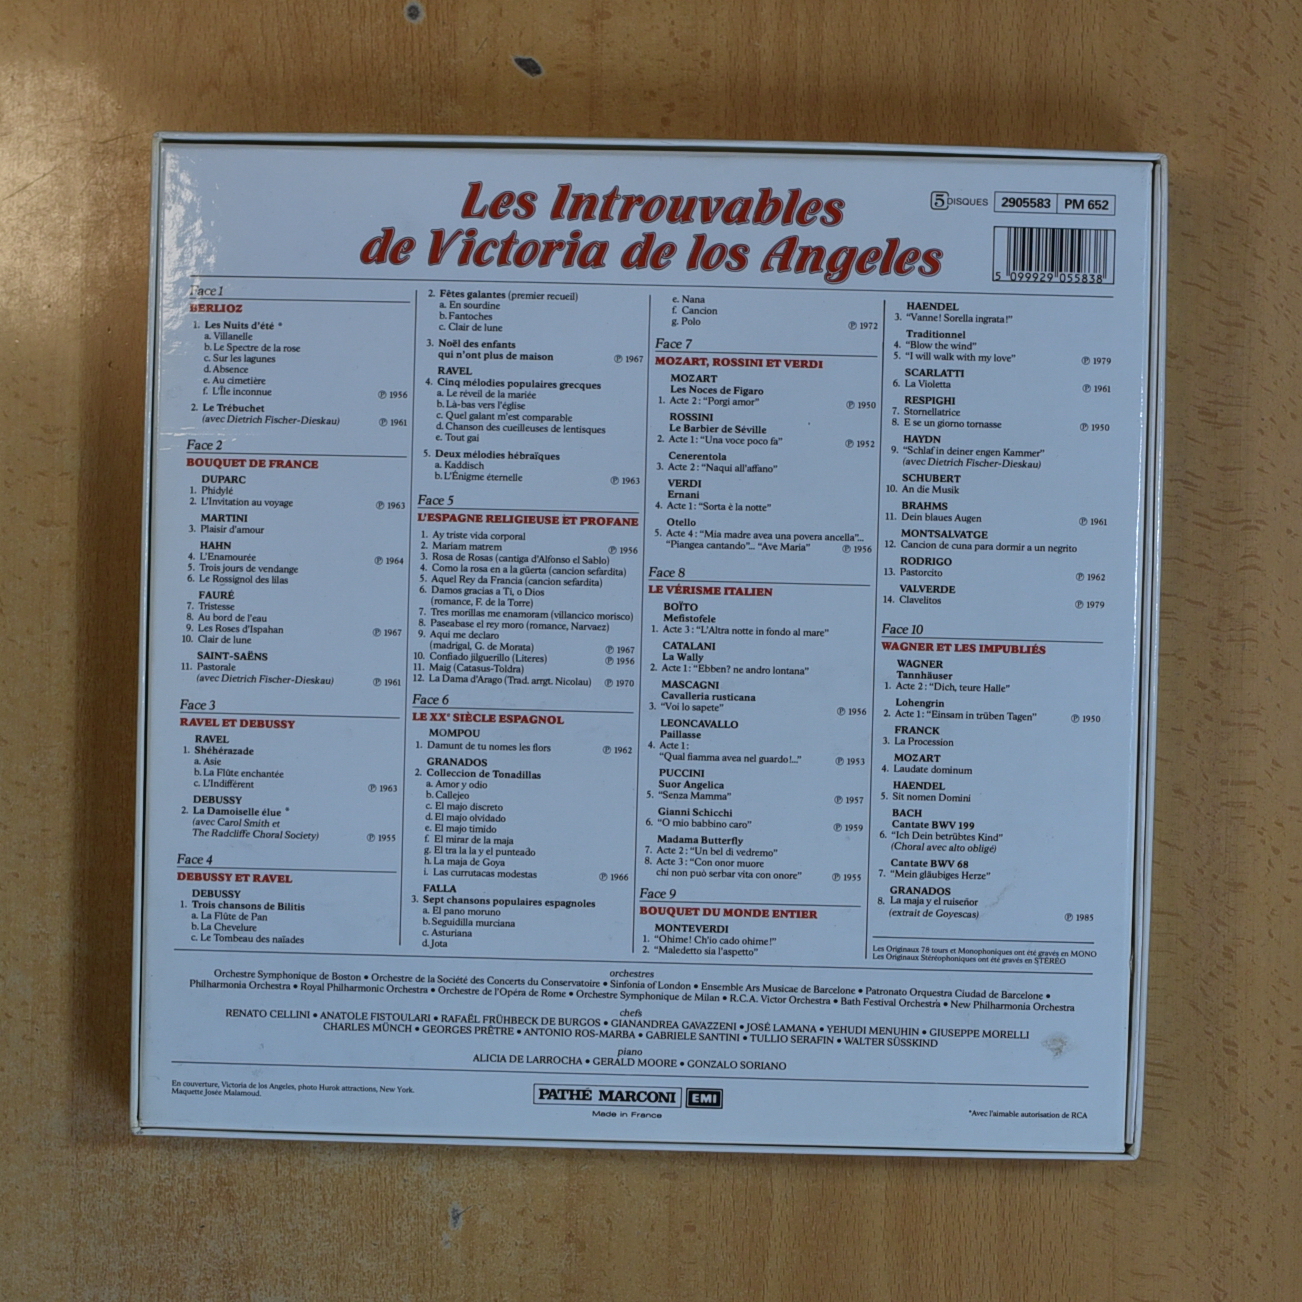 Les Introuvables
de Victoria de los Angeles
5 DISQUES
2905583 PM 652
5 099929 055838
Face 1
BERLIOZ
1. Les Nuits d'été *
a. Villanelle
b. Le Spectre de la rose
c. Sur les lagunes
d. Absence
e. Au cimetière
f. L'Île inconnue ℗ 1956
2. Le Trébuchet
(avec Dietrich Fischer-Dieskau) ℗ 1961
Face 2
BOUQUET DE FRANCE
DUPARC
1. Phidylé
2. L'Invitation au voyage ℗ 1963
MARTINI
3. Plaisir d'amour
HAHN
4. L'Enamourée ℗ 1964
5. Trois jours de vendange
6. Le Rossignol des lilas
FAURÉ
7. Tristesse
8. Au bord de l'eau
9. Les Roses d'Ispahan ℗ 1967
10. Clair de lune
SAINT-SAËNS
11. Pastorale
(avec Dietrich Fischer-Dieskau) ℗ 1961
Face 3
RAVEL ET DEBUSSY
RAVEL
1. Shéhérazade
a. Asie
b. La Flûte enchantée
c. L'Indifférent ℗ 1963
DEBUSSY
2. La Damoiselle élue *
(avec Carol Smith et
The Radcliffe Choral Society) ℗ 1955
Face 4
DEBUSSY ET RAVEL
DEBUSSY
1. Trois chansons de Bilitis
a. La Flûte de Pan
b. La Chevelure
c. Le Tombeau des naïades
2. Fêtes galantes (premier recueil)
a. En sourdine
b. Fantoches
c. Clair de lune
3. Noël des enfants
qui n'ont plus de maison ℗ 1967
RAVEL
4. Cinq mélodies populaires grecques
a. Le réveil de la mariée
b. Là-bas vers l'église
c. Quel galant m'est comparable
d. Chanson des cueilleuses de lentisques
e. Tout gai
5. Deux mélodies hébraïques
a. Kaddisch
b. L'Énigme éternelle ℗ 1963
Face 5
L'ESPAGNE RELIGIEUSE ET PROFANE
1. Ay triste vida corporal
2. Mariam matrem ℗ 1956
3. Rosa de Rosas (cantiga d'Alfonso el Sablo)
4. Como la rosa en a la güerta (cancion sefardita)
5. Aquel Rey da Francia (cancion sefardita)
6. Damos gracias a Ti, o Dios
(romance, F. de la Torre)
7. Tres morillas me enamoram (villancico morisco)
8. Paseabase el rey moro (romance, Narvaez)
9. Aqui me declaro
(madrigal, G. de Morata) ℗ 1967
10. Confiado jilguerillo (Literes) ℗ 1956
11. Maig (Catasus-Toldra)
12. La Dama d'Arago (Trad. arrgt. Nicolau) ℗ 1970
Face 6
LE XXe SIÈCLE ESPAGNOL
MOMPOU
1. Damunt de tu nomes les flors ℗ 1962
GRANADOS
2. Colleccion de Tonadillas
a. Amor y odio
b. Callejeo
c. El majo discreto
d. El majo olvidado
e. El majo timido
f. El mirar de la maja
g. El tra la la y el punteado
h. La maja de Goya
i. Las currutacas modestas ℗ 1966
FALLA
3. Sept chansons populaires espagnoles
a. El pano moruno
b. Seguidilla murciana
c. Asturiana
d. Jota
e. Nana
f. Cancion
g. Polo ℗ 1972
Face 7
MOZART, ROSSINI ET VERDI
MOZART
Les Noces de Figaro
1. Acte 2 : "Porgi amor" ℗ 1950
ROSSINI
Le Barbier de Séville
2. Acte 1 : "Una voce poco fa" ℗ 1952
Cenerentola
3. Acte 2 : "Naqui all'affano"
VERDI
Ernani
4. Acte 1 : "Sorta è la notte"
Otello
5. Acte 4 : "Mia madre avea una povera ancella"...
"Piangea cantando"... "Ave Maria" ℗ 1956
Face 8
LE VÉRISME ITALIEN
BOÏTO
Mefistofele
1. Acte 3 : "L'Altra notte in fondo al mare"
CATALANI
La Wally
2. Acte 1 : "Ebben? ne andro lontana"
MASCAGNI
Cavalleria rusticana
3. "Voi lo sapete" ℗ 1956
LEONCAVALLO
Paillasse
4. Acte 1 :
"Qual fiamma avea nel guardo!..." ℗ 1953
PUCCINI
Suor Angelica
5. "Senza Mamma" ℗ 1957
Gianni Schicchi
6. "O mio babbino caro" ℗ 1959
Madama Butterfly
7. Acte 2 : "Un bel di vedremo"
8. Acte 3 : "Con onor muore
chi non può serbar vita con onore" ℗ 1955
Face 9
BOUQUET DU MONDE ENTIER
MONTEVERDI
1. "Ohime! Ch'io cado ohime!"
2. "Maledetto sia l'aspetto"
HAENDEL
3. "Vanne! Sorella ingrata!"
Traditionnel
4. "Blow the wind"
5. "I will walk with my love" ℗ 1979
SCARLATTI
6. La Violetta ℗ 1961
RESPIGHI
7. Stornellatrice
8. E se un giorno tornasse ℗ 1950
HAYDN
9. "Schlaf in deiner engen Kammer"
(avec Dietrich Fischer-Dieskau)
SCHUBERT
10. An die Musik
BRAHMS
11. Dein blaues Augen ℗ 1961
MONTSALVATGE
12. Cancion de cuna para dormir a un negrito
RODRIGO
13. Pastorcito ℗ 1962
VALVERDE
14. Clavelitos ℗ 1979
Face 10
WAGNER ET LES IMPUBLIÉS
WAGNER
Tannhäuser
1. Acte 2 : "Dich, teure Halle"
Lohengrin
2. Acte 1 : "Einsam in trüben Tagen" ℗ 1950
FRANCK
3. La Procession
MOZART
4. Laudate dominum
HAENDEL
5. Sit nomen Domini
BACH
Cantate BWV 199
6. "Ich Dein betrübtes Kind"
(Choral avec alto obligé)
Cantate BWV 68
7. "Mein gläubiges Herze"
GRANADOS
8. La maja y el ruiseñor
(extrait de Goyescas) ℗ 1985
Les Originaux 78 tours et Monophoniques ont été gravés en MONO
Les Originaux Stéréophoniques ont été gravés en STÉRÉO
orchestres
Orchestre Symphonique de Boston • Orchestre de la Société des Concerts du Conservatoire • Sinfonia of London • Ensemble Ars Musicae de Barcelone • Patronato Orquestra Ciudad de Barcelone •
Philharmonia Orchestra • Royal Philharmonic Orchestra • Orchestre de l'Opéra de Rome • Orchestre Symphonique de Milan • R.C.A. Victor Orchestra • Bath Festival Orchestra • New Philharmonia Orchestra
chefs
RENATO CELLINI • ANATOLE FISTOULARI • RAFAËL FRÜHBECK DE BURGOS • GIANANDREA GAVAZZENI • JOSÉ LAMANA • YEHUDI MENUHIN • GIUSEPPE MORELLI
CHARLES MÜNCH • GEORGES PRÊTRE • ANTONIO ROS-MARBA • GABRIELE SANTINI • TULLIO SERAFIN • WALTER SÜSSKIND
piano
ALICIA DE LARROCHA • GERALD MOORE • GONZALO SORIANO
En couverture, Victoria de los Angeles, photo Hurok attractions, New York.
Maquette Josée Malamoud.
PATHÉ MARCONI EMI
Made in France
*Avec l'aimable autorisation de RCA